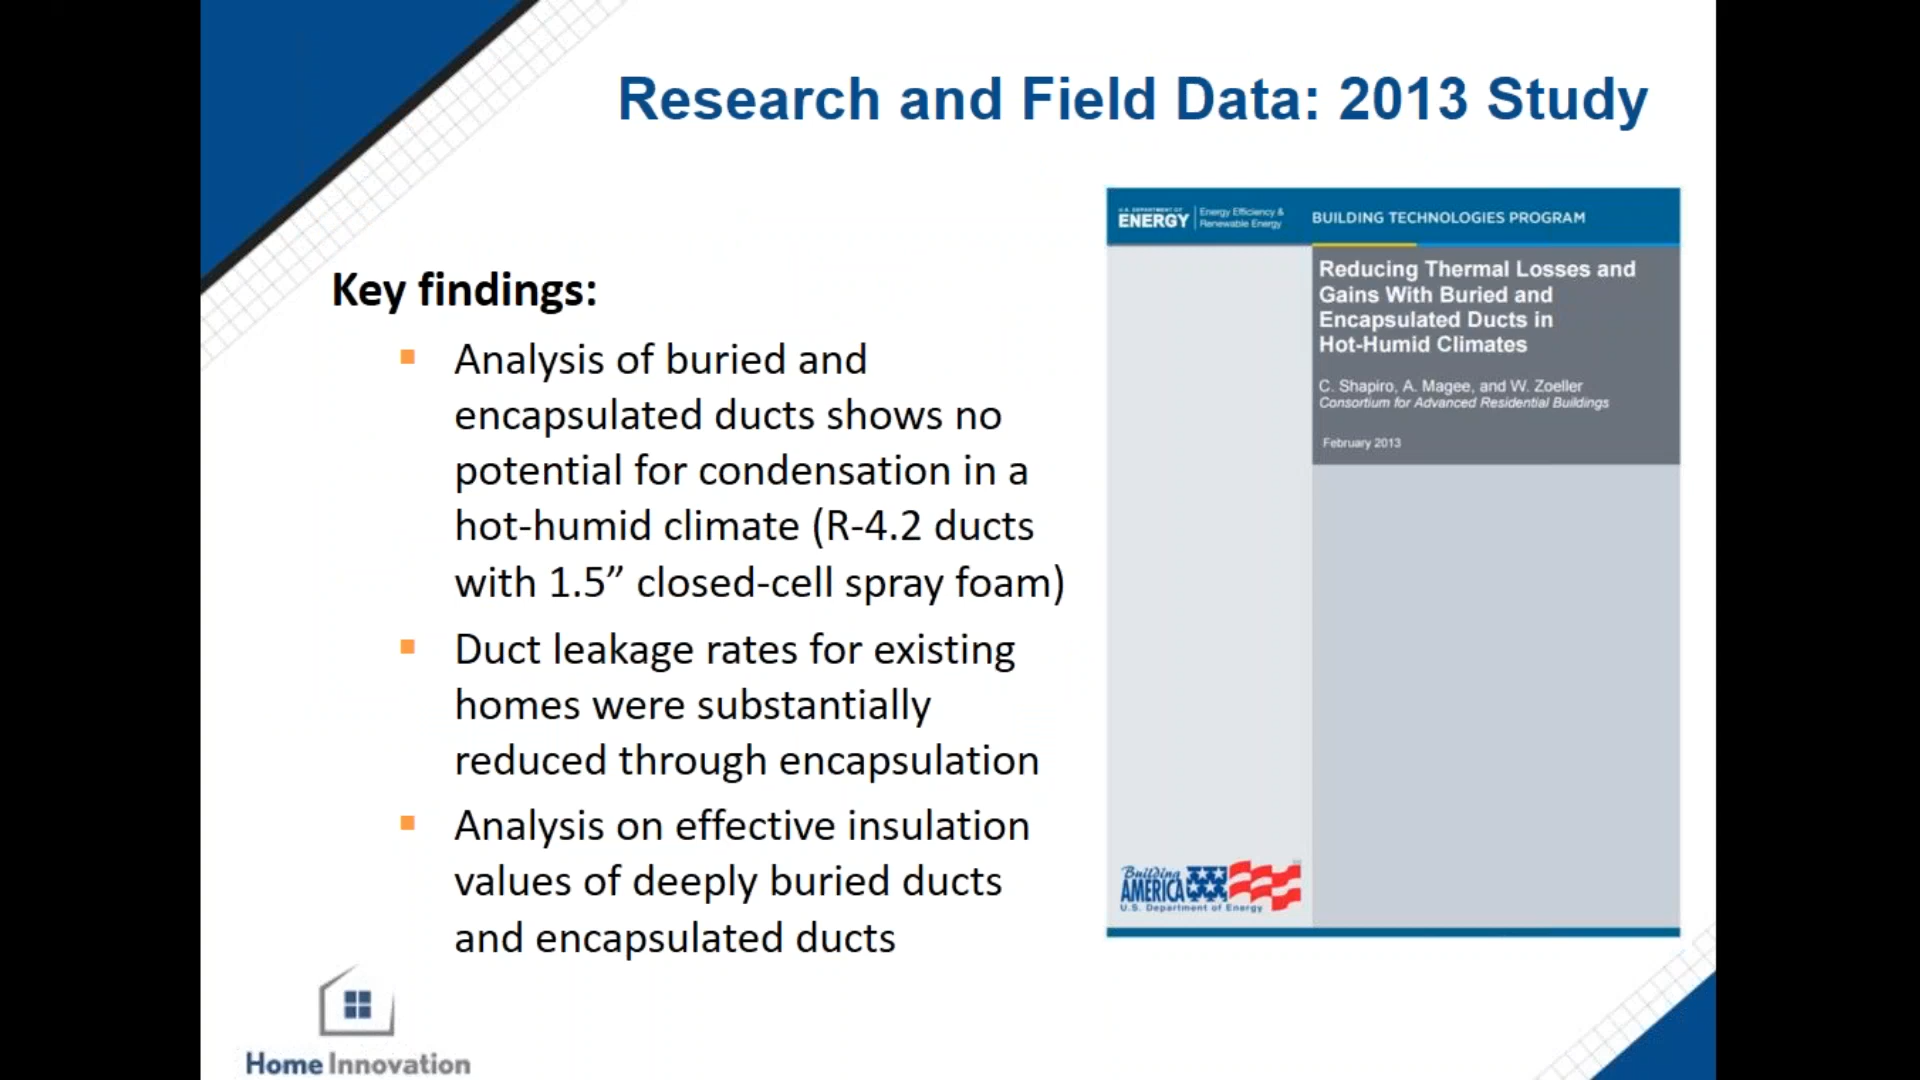 Research and Field Data: 2013 Study
Key findings:
Analysis of buried and
encapsulated ducts shows no
potential for condensation in a
hot-humid climate (R-4.2 ducts
with 1.5” closed-cell spray foam)
Duct leakage rates for existing
homes were substantially
reduced through encapsulation
Analysis on effective insulation
values of deeply buried ducts
and encapsulated ducts
U.S. DEPARTMENT OF
ENERGY
Energy Efficiency &
Renewable Energy
BUILDING TECHNOLOGIES PROGRAM
Reducing Thermal Losses and
Gains With Buried and
Encapsulated Ducts in
Hot-Humid Climates
C. Shapiro, A. Magee, and W. Zoeller
Consortium for Advanced Residential Buildings
February 2013
Building
AMERICA
U.S. Department of Energy
Home Innovation